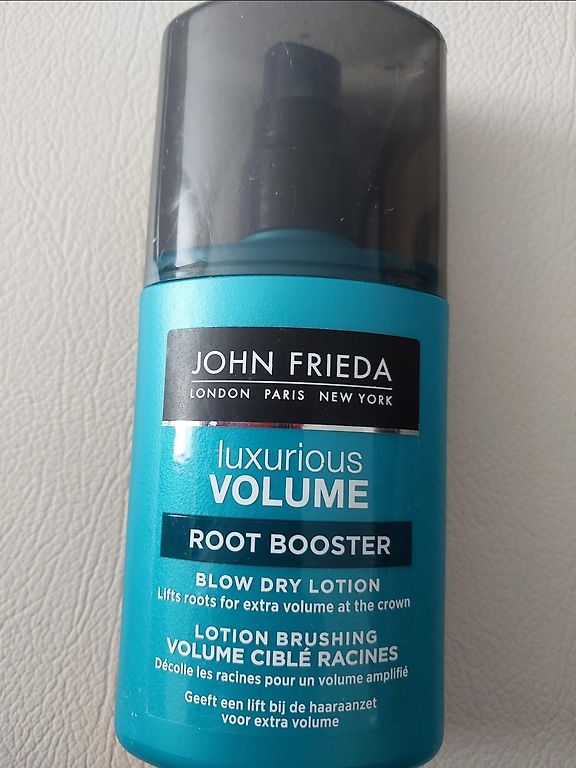 JOHN FRIEDA
LONDON PARIS NEW YORK
luxurious
VOLUME
ROOT BOOSTER
BLOW DRY LOTION
Lifts roots for extra volume at the crown
LOTION BRUSHING
VOLUME CIBLÉ RACINES
Décolle les racines pour un volume amplifié
Geeft een lift bij de haaraanzet
voor extra volume